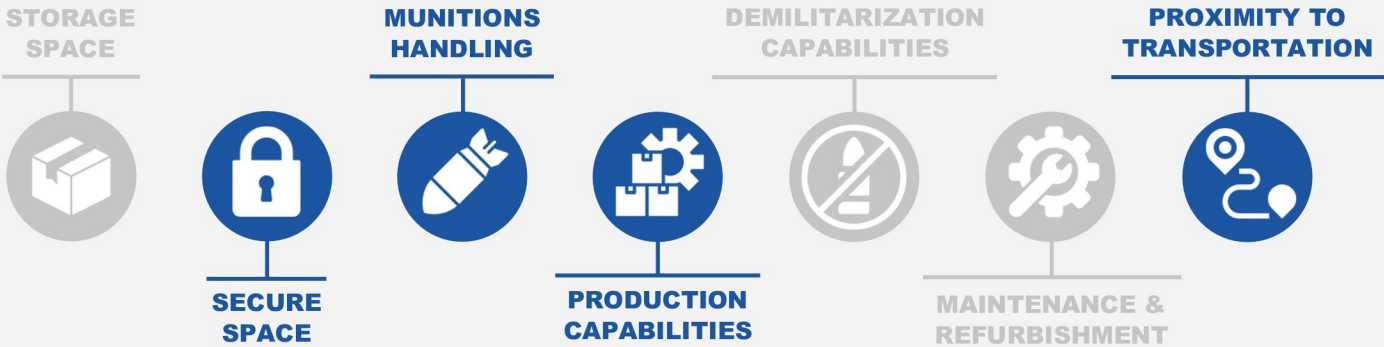 STORAGE
SPACE
SECURE
SPACE
MUNITIONS
HANDLING
PRODUCTION
CAPABILITIES
DEMILITARIZATION
CAPABILITIES
MAINTENANCE &
REFURBISHMENT
PROXIMITY TO
TRANSPORTATION